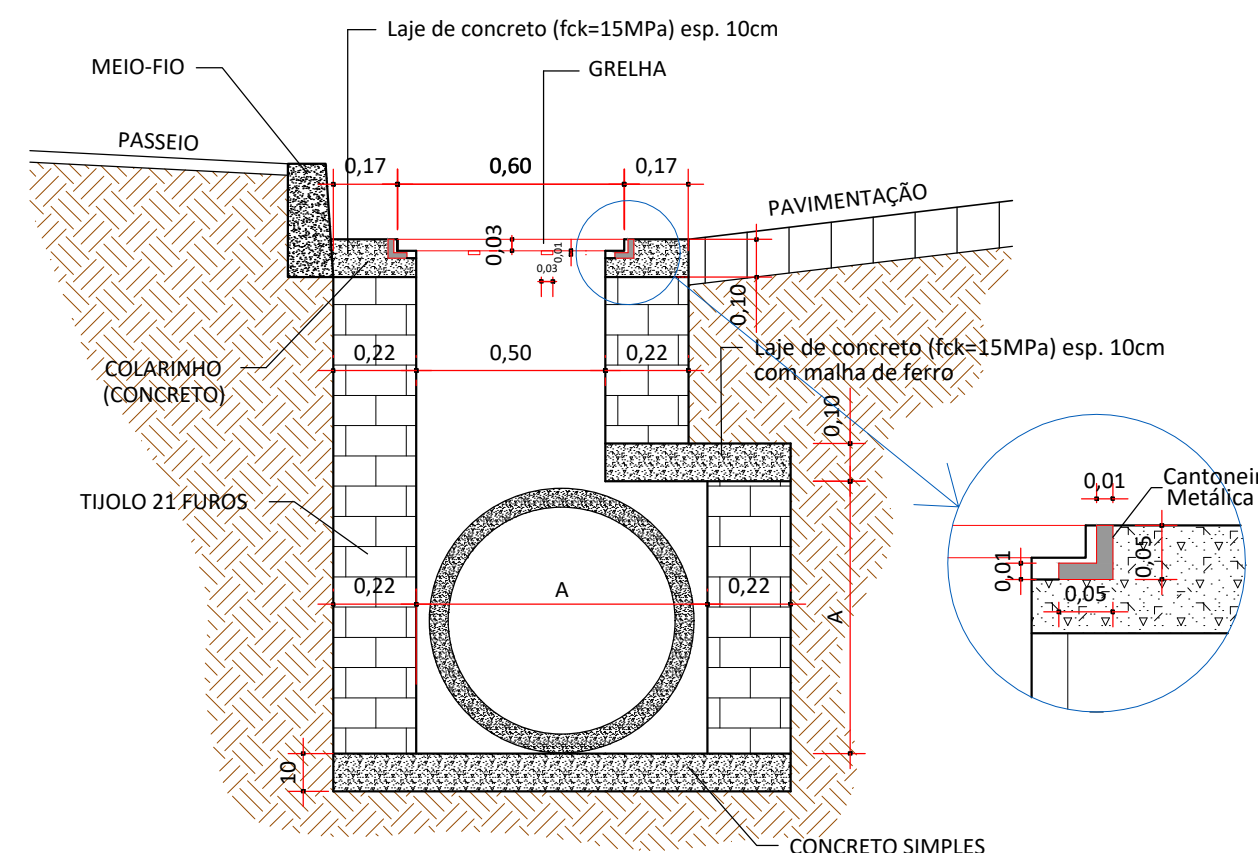 Laje de concreto (fck=15MPa) esp. 10cm
MEIO-FIO
GRELHA
PASSEIO
0,17
0,60
0,17
PAVIMENTAÇÃO
0,03
0,01
0,03
0,10
COLARINHO
(CONCRETO)
0,22
0,50
0,22
Laje de concreto (fck=15MPa) esp. 10cm
com malha de ferro
0,10
TIJOLO 21 FUROS
0,22
A
0,22
A
10
CONCRETO SIMPLES
0,01
Cantonei
Metálica
0,01
0,05
0,05